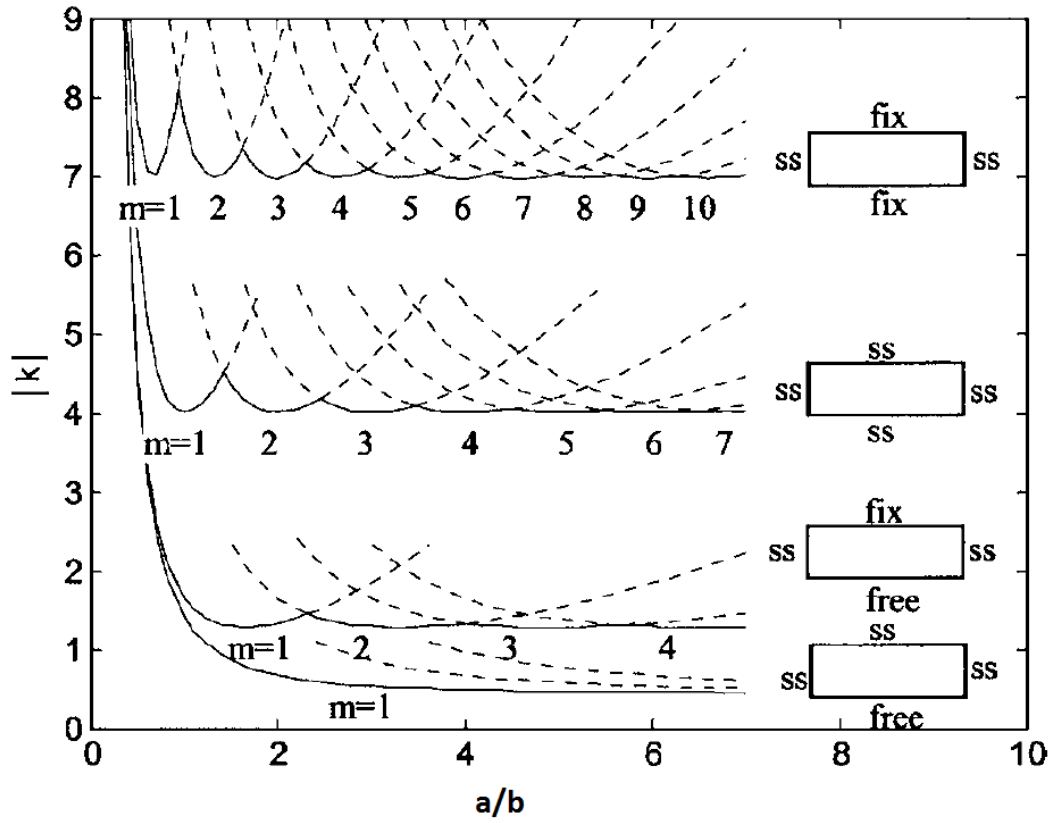 9
8
fix
ss ss
7
m=1 2 3 4 5 6 7 8 9 10
fix
6
5
ss
|k|
ss ss
4
m=1 2 3 4 5 6 7
ss
3
fix
ss ss
2
free
m=1 2 3 4
ss
1
ss ss
m=1
free
0
0 2 4 6 8 10
a/b